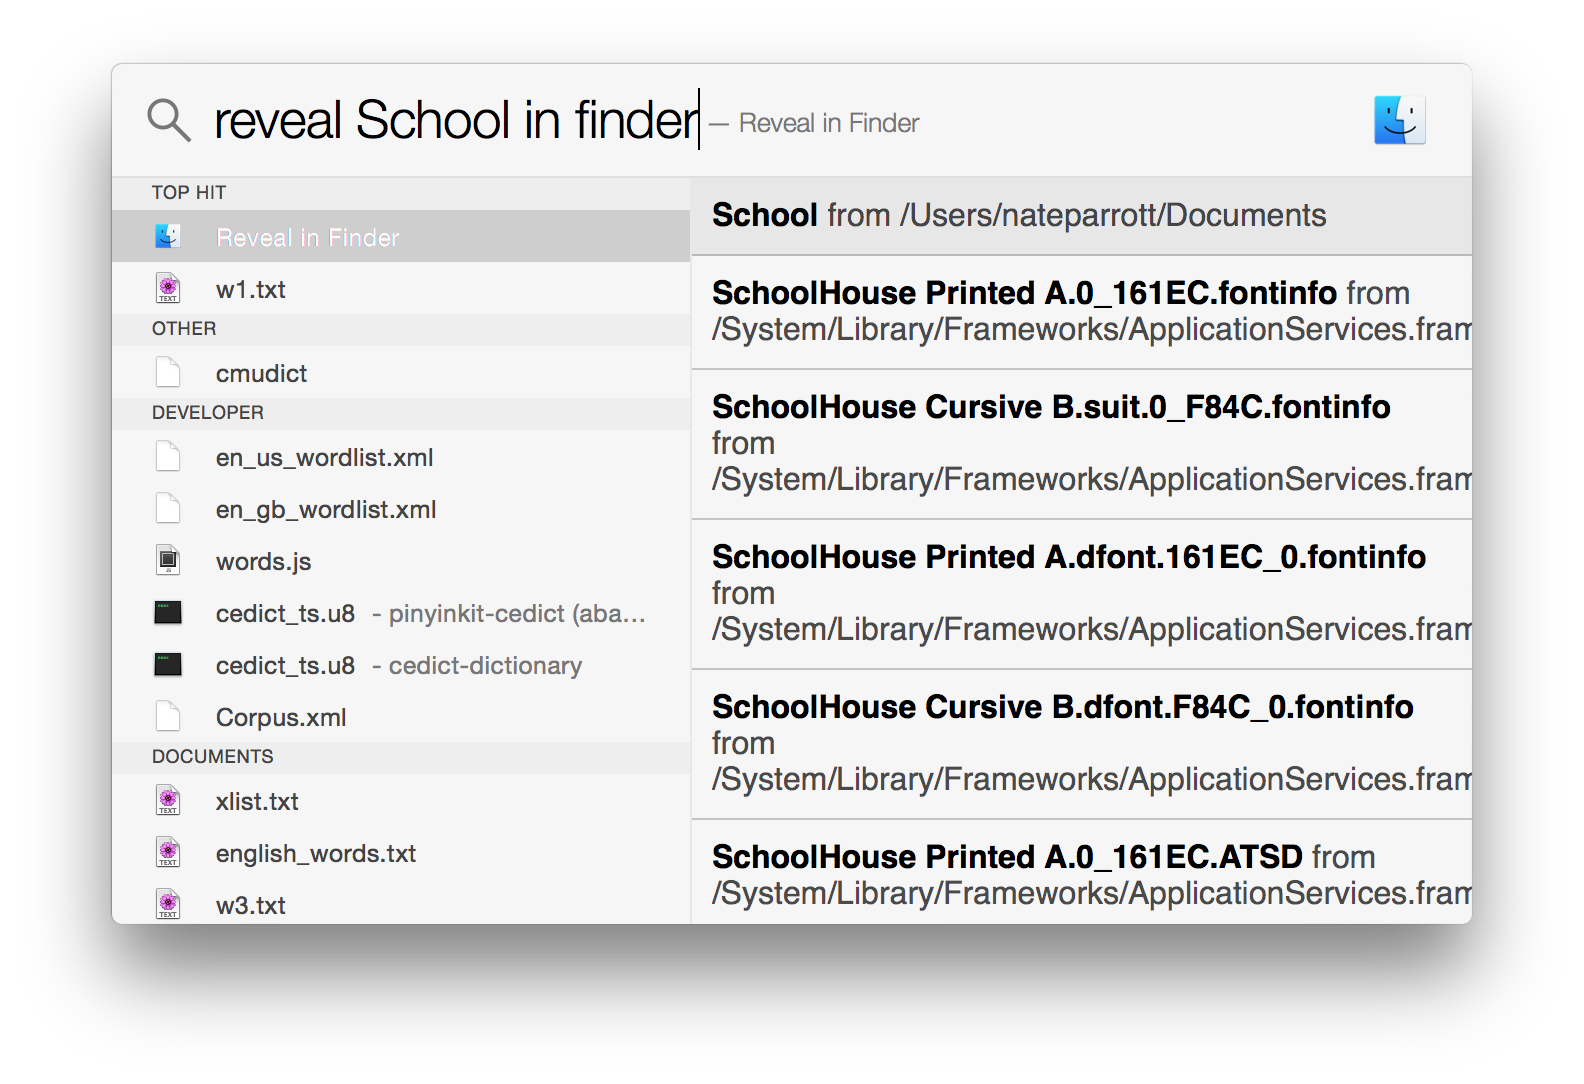 reveal School in finder — Reveal in Finder
TOP HIT
Reveal in Finder
w1.txt
OTHER
cmudict
DEVELOPER
en_us_wordlist.xml
en_gb_wordlist.xml
words.js
cedict_ts.u8 - pinyinkit-cedict (aba...
cedict_ts.u8 - cedict-dictionary
Corpus.xml
DOCUMENTS
xlist.txt
english_words.txt
w3.txt
School from /Users/nateparrott/Documents
SchoolHouse Printed A.0_161EC.fontinfo from
/System/Library/Frameworks/ApplicationServices.fram
SchoolHouse Cursive B.suit.0_F84C.fontinfo
from
/System/Library/Frameworks/ApplicationServices.fram
SchoolHouse Printed A.dfont.161EC_0.fontinfo
from
/System/Library/Frameworks/ApplicationServices.fram
SchoolHouse Cursive B.dfont.F84C_0.fontinfo
from
/System/Library/Frameworks/ApplicationServices.fram
SchoolHouse Printed A.0_161EC.ATSD from
/System/Library/Frameworks/ApplicationServices.fram